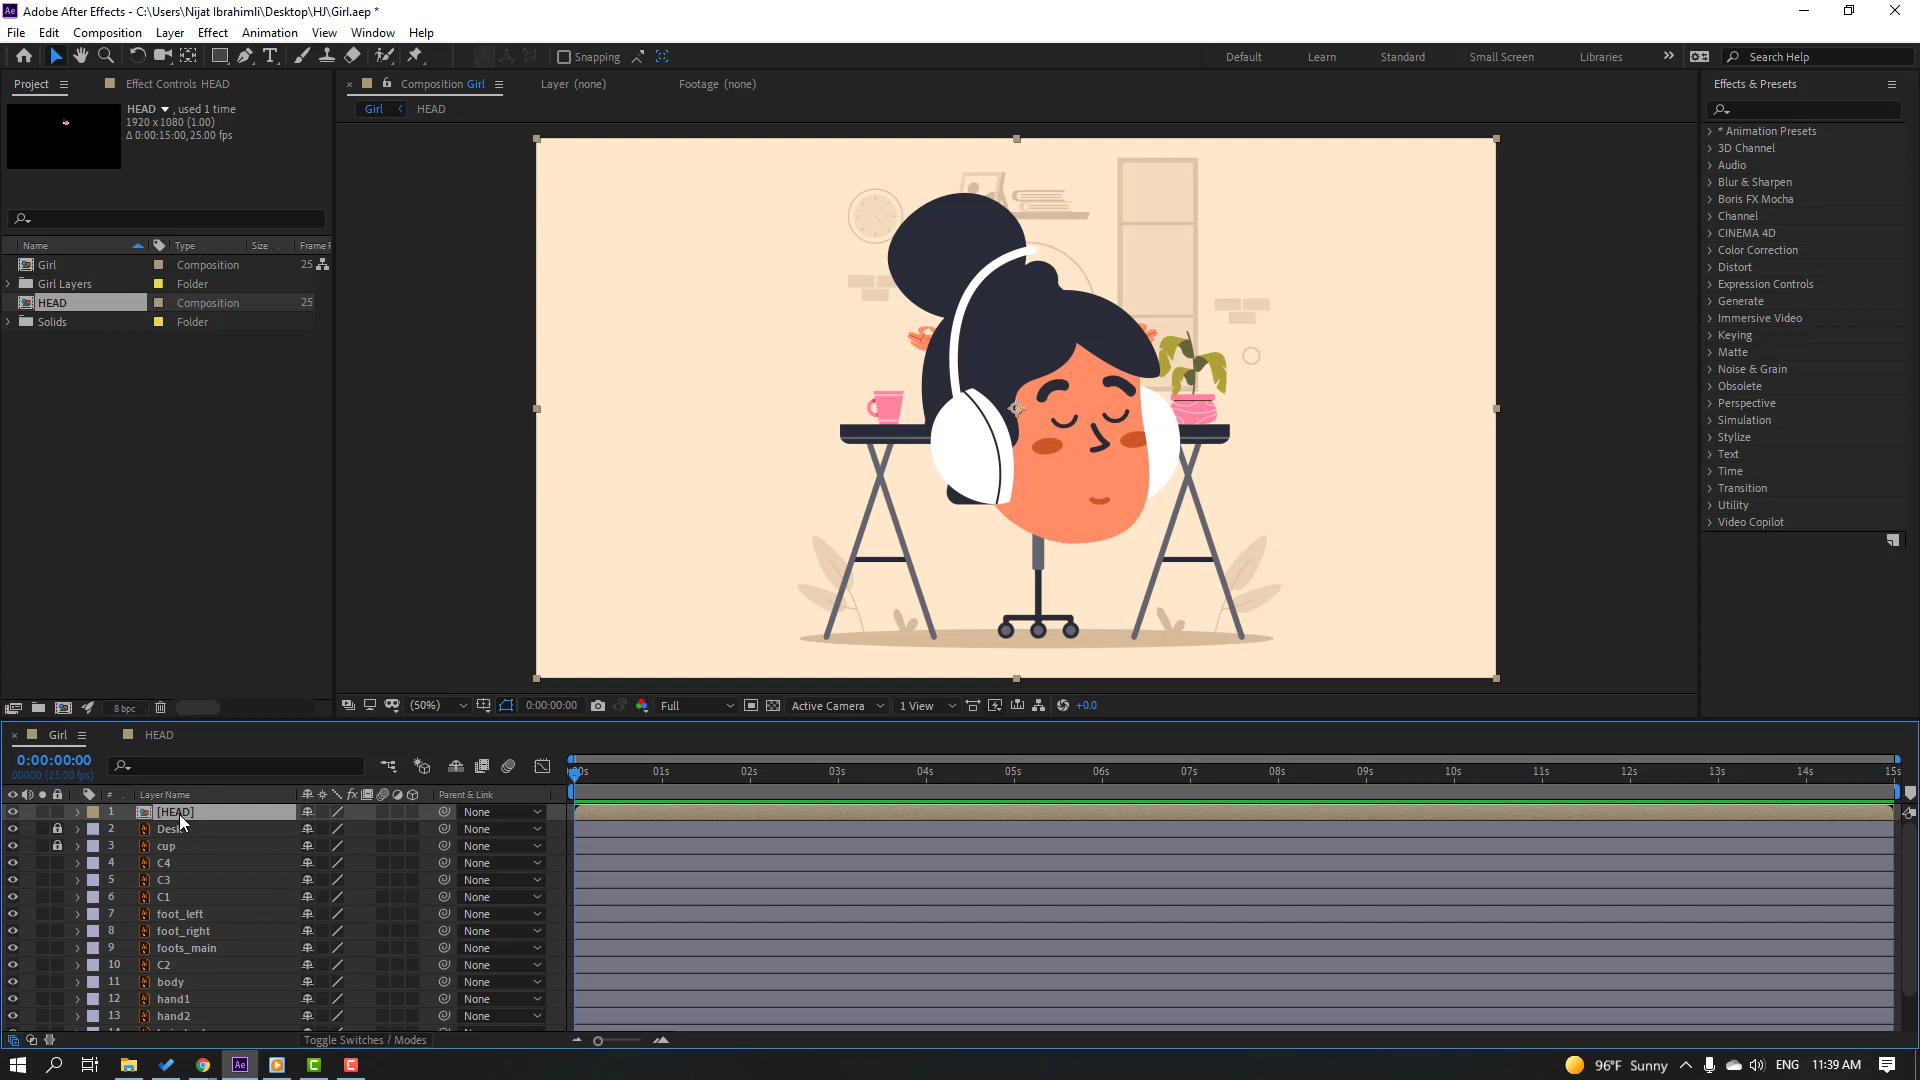 Adobe After Effects - C:\Users\Nijat Ibrahimli\Desktop\HJ\Girl.aep *
File Edit Composition Layer Effect Animation View Window Help
Snapping
Default Learn Standard Small Screen Libraries Search Help
Project Effect Controls HEAD
HEAD , used 1 time
1920 x 1080 (1.00)
Δ 0:00:15:00, 25.00 fps
Composition Girl Layer (none) Footage (none)
Girl HEAD
Name Type Size Frame R
Girl Composition 25
Girl Layers Folder
HEAD Composition 25
Solids Folder
Effects & Presets
* Animation Presets
3D Channel
Audio
Blur & Sharpen
Boris FX Mocha
Channel
CINEMA 4D
Color Correction
Distort
Expression Controls
Generate
Immersive Video
Keying
Matte
Noise & Grain
Obsolete
Perspective
Simulation
Stylize
Text
Time
Transition
Utility
Video Copilot
8 bpc
(50%) 0:00:00:00 Full Active Camera 1 View +0.0
Girl HEAD
0:00:00:00
00000 (25.00 fps)
00s 01s 02s 03s 04s 05s 06s 07s 08s 09s 10s 11s 12s 13s 14s 15s
# Layer Name Parent & Link
1 [HEAD] None
2 Desk None
3 cup None
4 C4 None
5 C3 None
6 C1 None
7 foot_left None
8 foot_right None
9 foots_main None
10 C2 None
11 body None
12 hand1 None
13 hand2 None
Toggle Switches / Modes
96°F Sunny ENG 11:39 AM